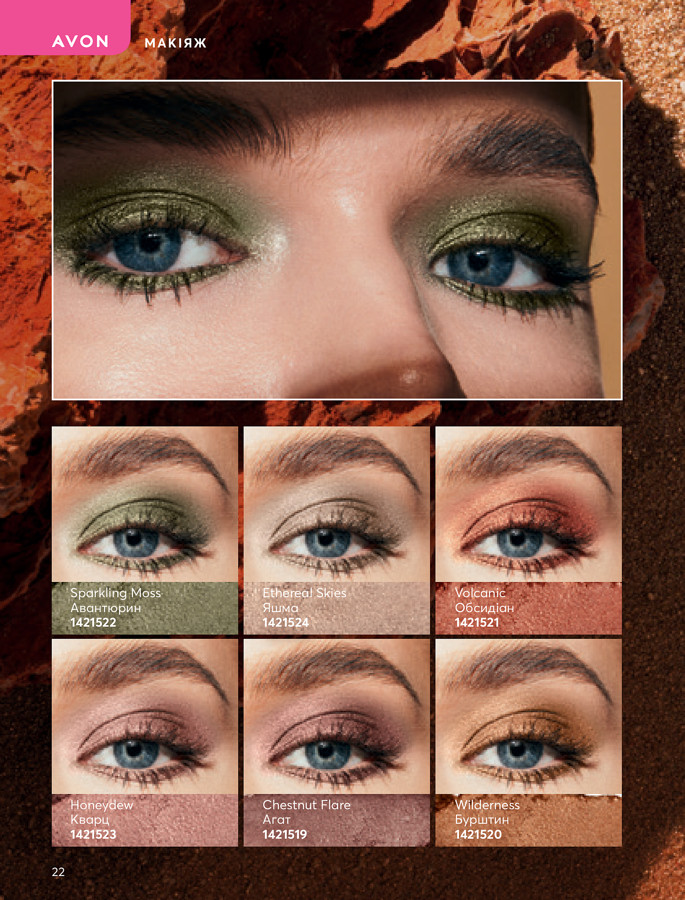 AVON
МАКІЯЖ
Sparkling Moss
Авантюрин
1421522
Ethereal Skies
Яшма
1421524
Volcanic
Обсидіан
1421521
Honeydew
Кварц
1421523
Chestnut Flare
Агат
1421519
Wilderness
Бурштин
1421520
22